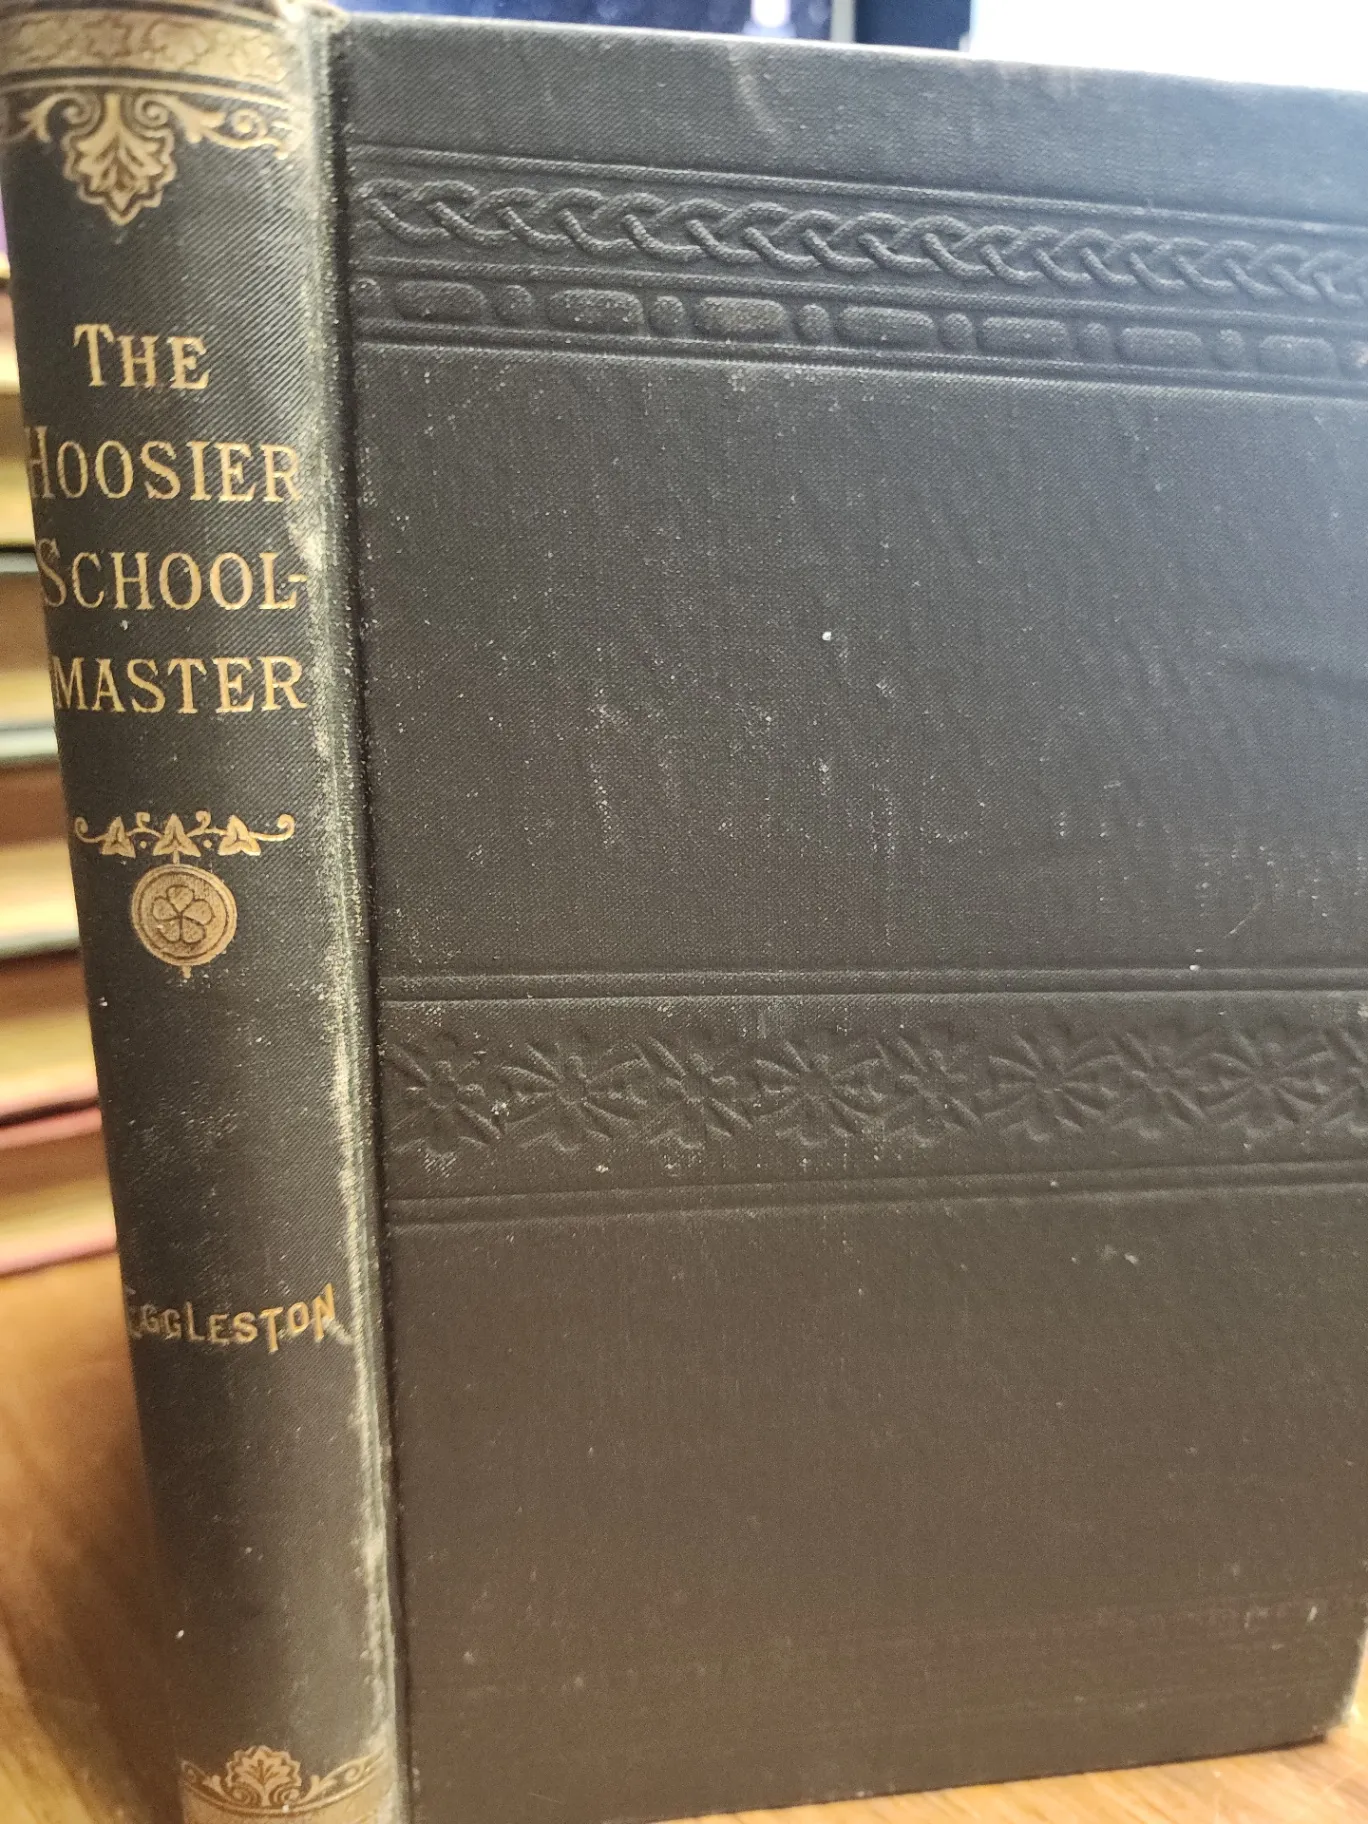 THE
HOOSIER
SCHOOL-
MASTER
EGGLESTON